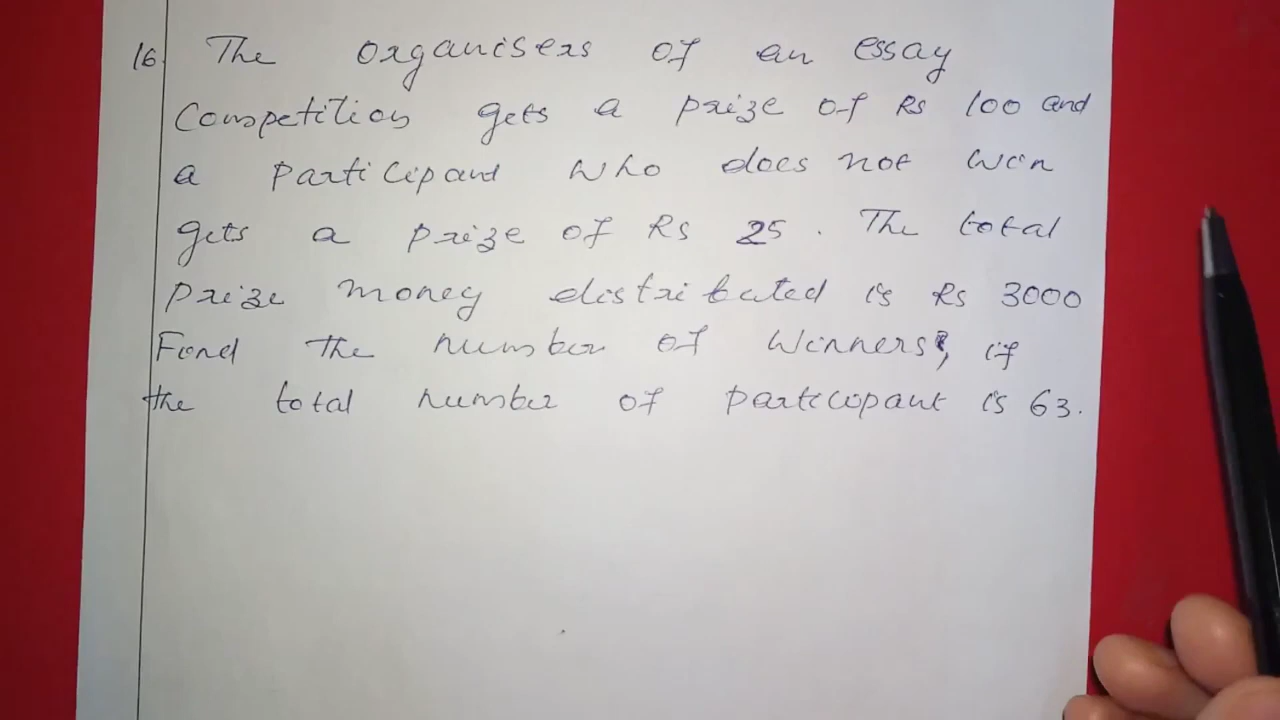 16. The organisers of an essay
Competition gets a prize of Rs 100 and
a participant who does not win
gets a prize of Rs 25. The total
prize money distributed is Rs 3000
Find the number of winners, if
the total number of participant is 63.